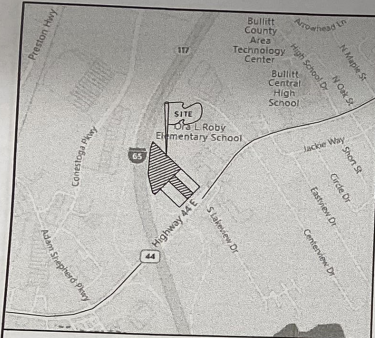 Preston Hwy
117
Bullitt
County
Area
Technology
Center
Arrowhead Ln
High School Dr
N Maple St
N Oak St
Bullitt
Central
High
School
SITE
Ora L Roby
Elementary School
Conestoga Pkwy
65
Jackie Way
Short St
Circle Dr
Eastview Dr
Centerview Dr
S Lakeview Dr
Highway 44 E
44
Adam Shepherd Pkwy